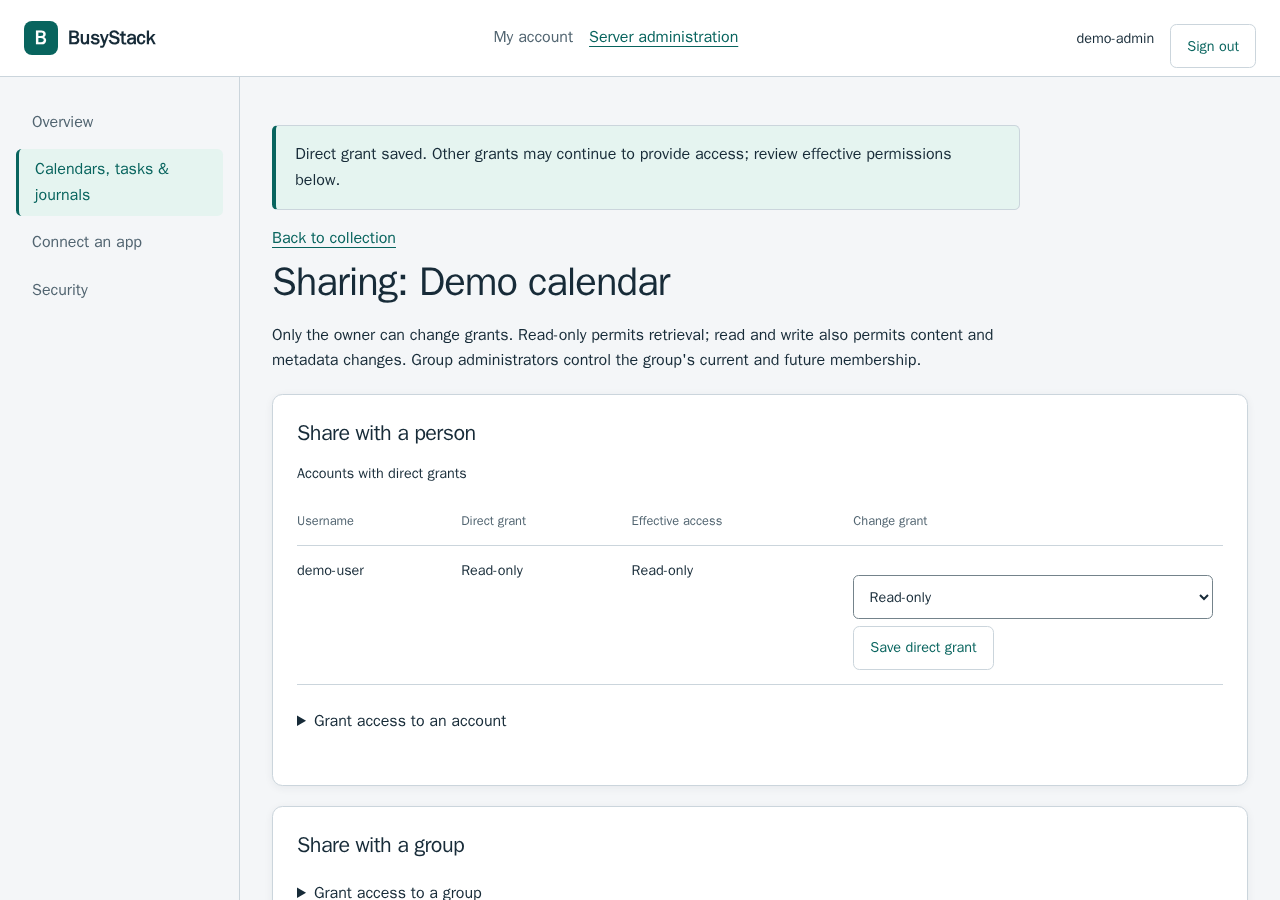 B BusyStack
My account Server administration
demo-admin Sign out
Overview
Calendars, tasks &
journals
Connect an app
Security
Direct grant saved. Other grants may continue to provide access; review effective permissions
below.
Back to collection
Sharing: Demo calendar
Only the owner can change grants. Read-only permits retrieval; read and write also permits content and
metadata changes. Group administrators control the group's current and future membership.
Share with a person
Accounts with direct grants
Username Direct grant Effective access Change grant
demo-user Read-only Read-only
Read-only
Save direct grant
Grant access to an account
Share with a group
Grant access to a group